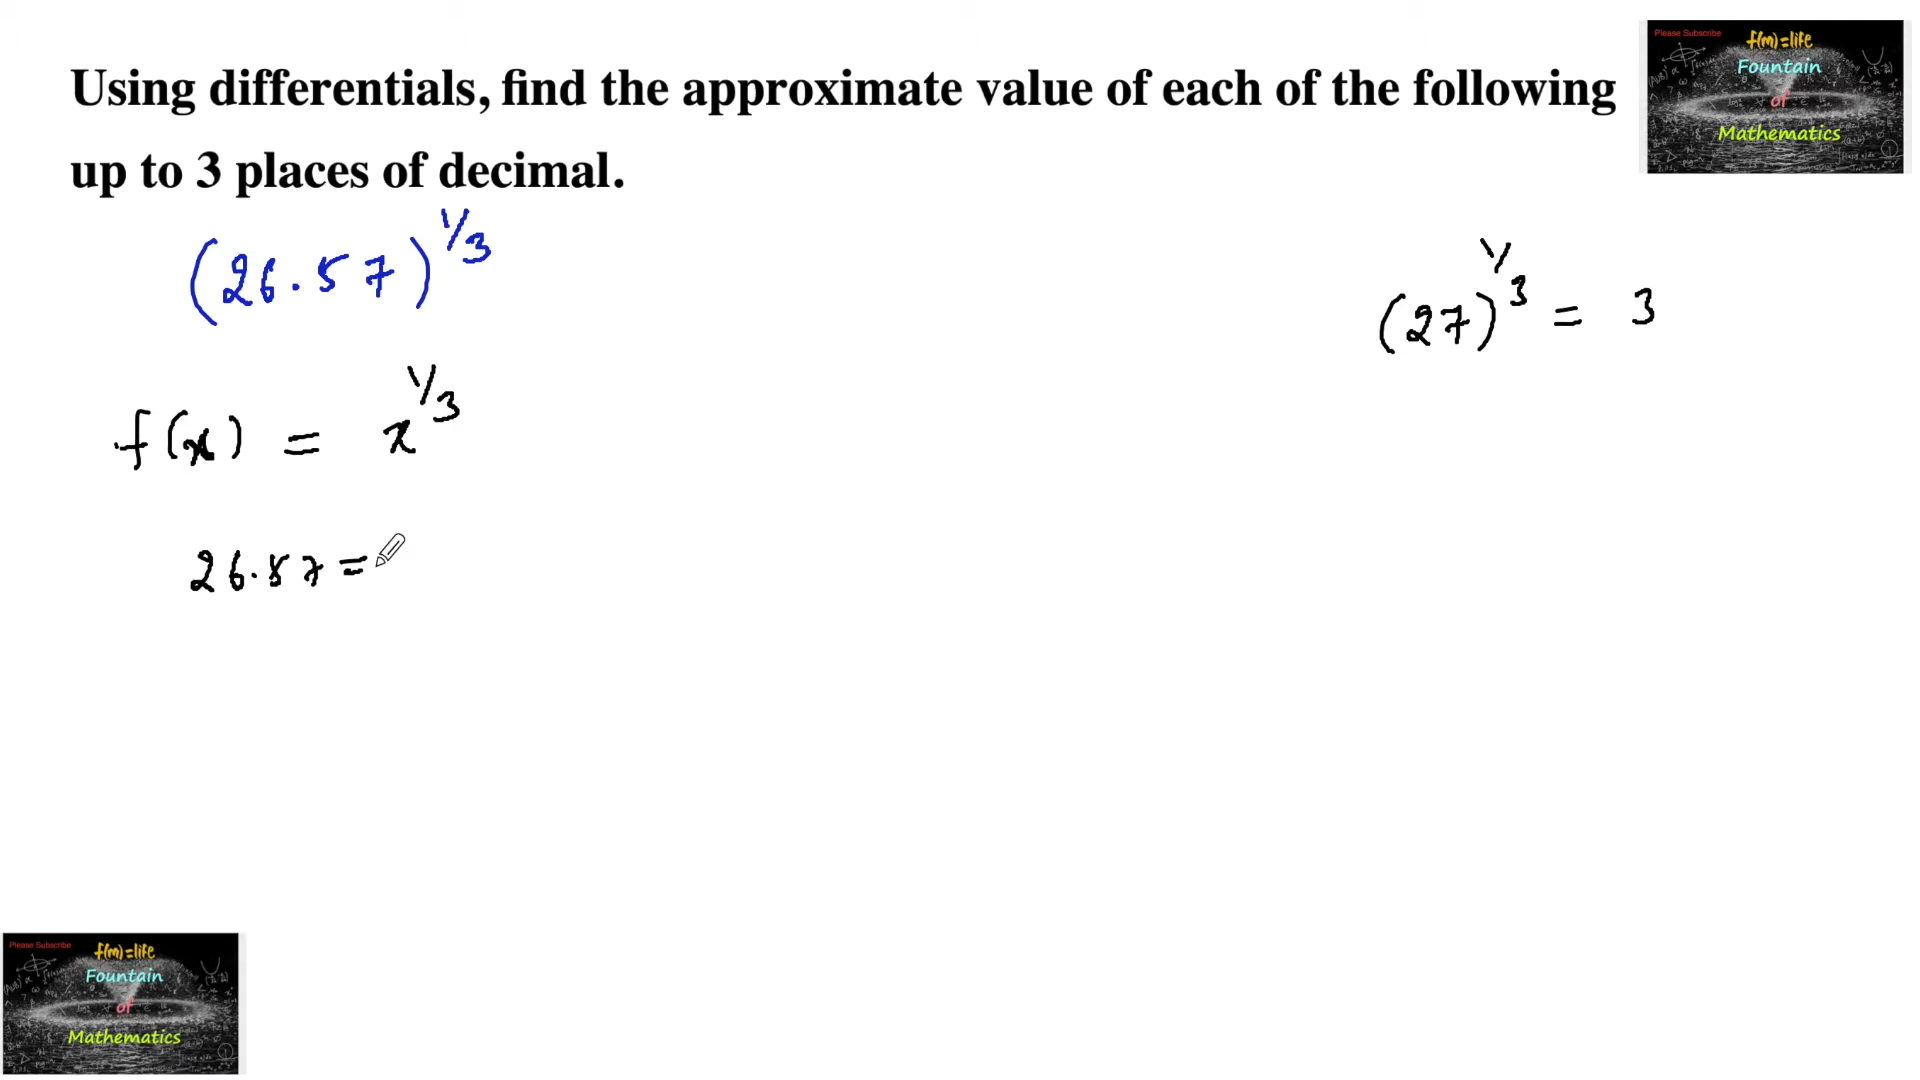 Using differentials, find the approximate value of each of the following
up to 3 places of decimal.
(26.57)^1/3
(27)^1/3 = 3
f(x) = x^1/3
26.57 =
Please Subscribe
f(m)=life
Fountain
of
Mathematics
Please Subscribe
f(m)=life
Fountain
of
Mathematics